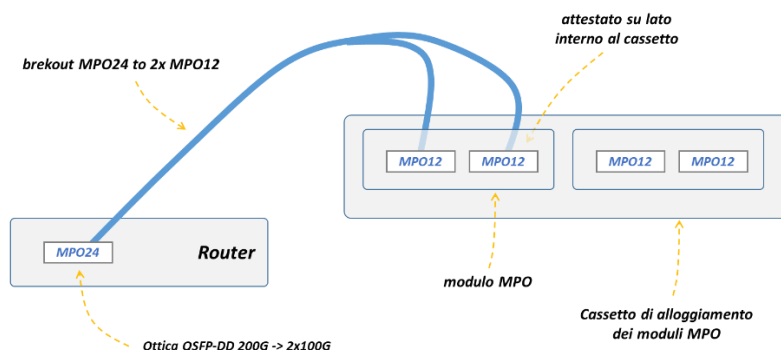 attestato su lato
interno al cassetto
brekout MPO24 to 2x MPO12
MPO12 MPO12 MPO12 MPO12
MPO24
Router
modulo MPO
Cassetto di alloggiamento
dei moduli MPO
Ottica QSFP-DD 200G -> 2x100G